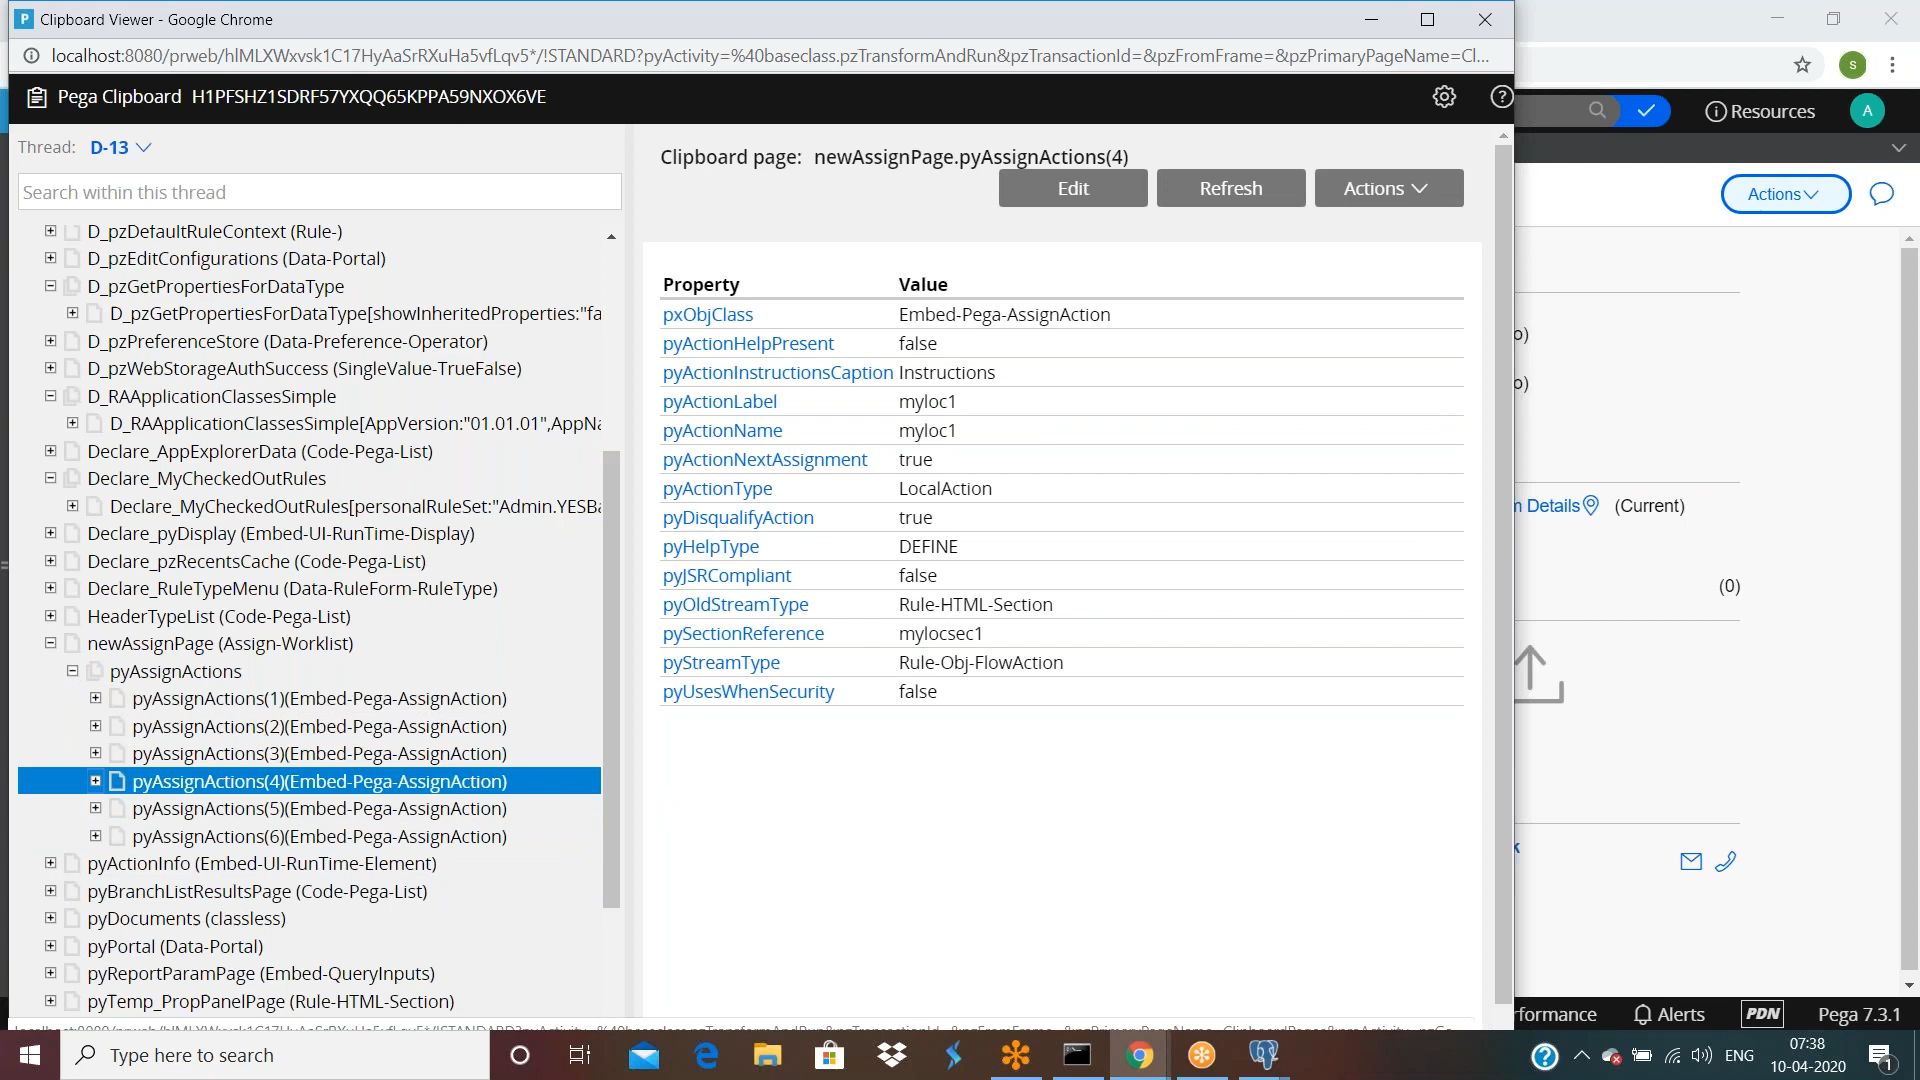 Clipboard Viewer - Google Chrome
localhost:8080/prweb/hlMLXWxvsk1C17HyAaSrRXuHa5vfLqv5*/!STANDARD?pyActivity=%40baseclass.pzTransformAndRun&pzTransactionId=&pzFromFrame=&pzPrimaryPageName=Cl...
Pega Clipboard H1PFSHZ1SDRF57YXQQ65KPPA59NXOX6VE
Resources
A
S
Thread: D-13
Search within this thread
D_pzDefaultRuleContext (Rule-)
D_pzEditConfigurations (Data-Portal)
D_pzGetPropertiesForDataType
D_pzGetPropertiesForDataType[showInheritedProperties:"fa
D_pzPreferenceStore (Data-Preference-Operator)
D_pzWebStorageAuthSuccess (SingleValue-TrueFalse)
D_RAApplicationClassesSimple
D_RAApplicationClassesSimple[AppVersion:"01.01.01",AppNa
Declare_AppExplorerData (Code-Pega-List)
Declare_MyCheckedOutRules
Declare_MyCheckedOutRules[personalRuleSet:"Admin.YESBa
Declare_pyDisplay (Embed-UI-RunTime-Display)
Declare_pzRecentsCache (Code-Pega-List)
Declare_RuleTypeMenu (Data-RuleForm-RuleType)
HeaderTypeList (Code-Pega-List)
newAssignPage (Assign-Worklist)
pyAssignActions
pyAssignActions(1)(Embed-Pega-AssignAction)
pyAssignActions(2)(Embed-Pega-AssignAction)
pyAssignActions(3)(Embed-Pega-AssignAction)
pyAssignActions(4)(Embed-Pega-AssignAction)
pyAssignActions(5)(Embed-Pega-AssignAction)
pyAssignActions(6)(Embed-Pega-AssignAction)
pyActionInfo (Embed-UI-RunTime-Element)
pyBranchListResultsPage (Code-Pega-List)
pyDocuments (classless)
pyPortal (Data-Portal)
pyReportParamPage (Embed-QueryInputs)
pyTemp_PropPanelPage (Rule-HTML-Section)
Clipboard page: newAssignPage.pyAssignActions(4)
Edit Refresh Actions
Property Value
pxObjClass Embed-Pega-AssignAction
pyActionHelpPresent false
pyActionInstructionsCaption Instructions
pyActionLabel myloc1
pyActionName myloc1
pyActionNextAssignment true
pyActionType LocalAction
pyDisqualifyAction true
pyHelpType DEFINE
pyJSRCompliant false
pyOldStreamType Rule-HTML-Section
pySectionReference mylocsec1
pyStreamType Rule-Obj-FlowAction
pyUsesWhenSecurity false
Actions
o)
o)
m Details (Current)
(0)
k
rformance Alerts PDN Pega 7.3.1
Type here to search
ENG
07:38
10-04-2020
1